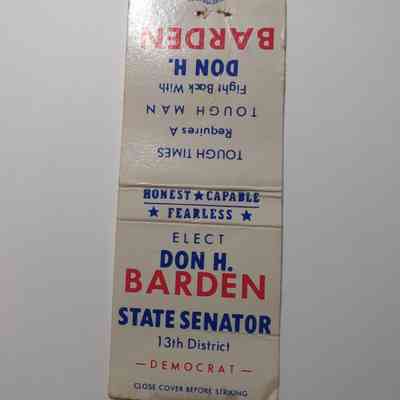 TOUGH TIMES
Requires A
TOUGH MAN
Fight Back With
DON H.
BARDEN
HONEST ★ CAPABLE
★ FEARLESS ★
ELECT
DON H.
BARDEN
STATE SENATOR
13th District
— DEMOCRAT —
CLOSE COVER BEFORE STRIKING